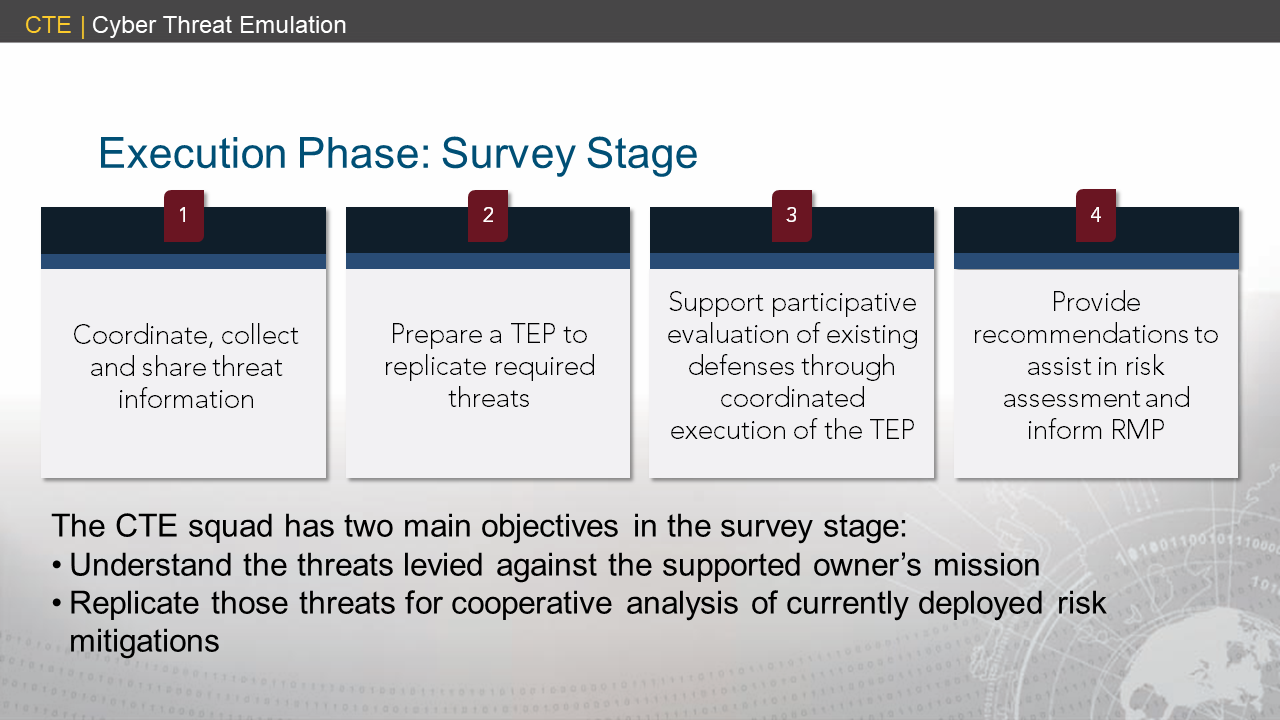 CTE | Cyber Threat Emulation
Execution Phase: Survey Stage
1
Coordinate, collect
and share threat
information
2
Prepare a TEP to
replicate required
threats
3
Support participative
evaluation of existing
defenses through
coordinated
execution of the TEP
4
Provide
recommendations to
assist in risk
assessment and
inform RMP
The CTE squad has two main objectives in the survey stage:
• Understand the threats levied against the supported owner’s mission
• Replicate those threats for cooperative analysis of currently deployed risk
mitigations